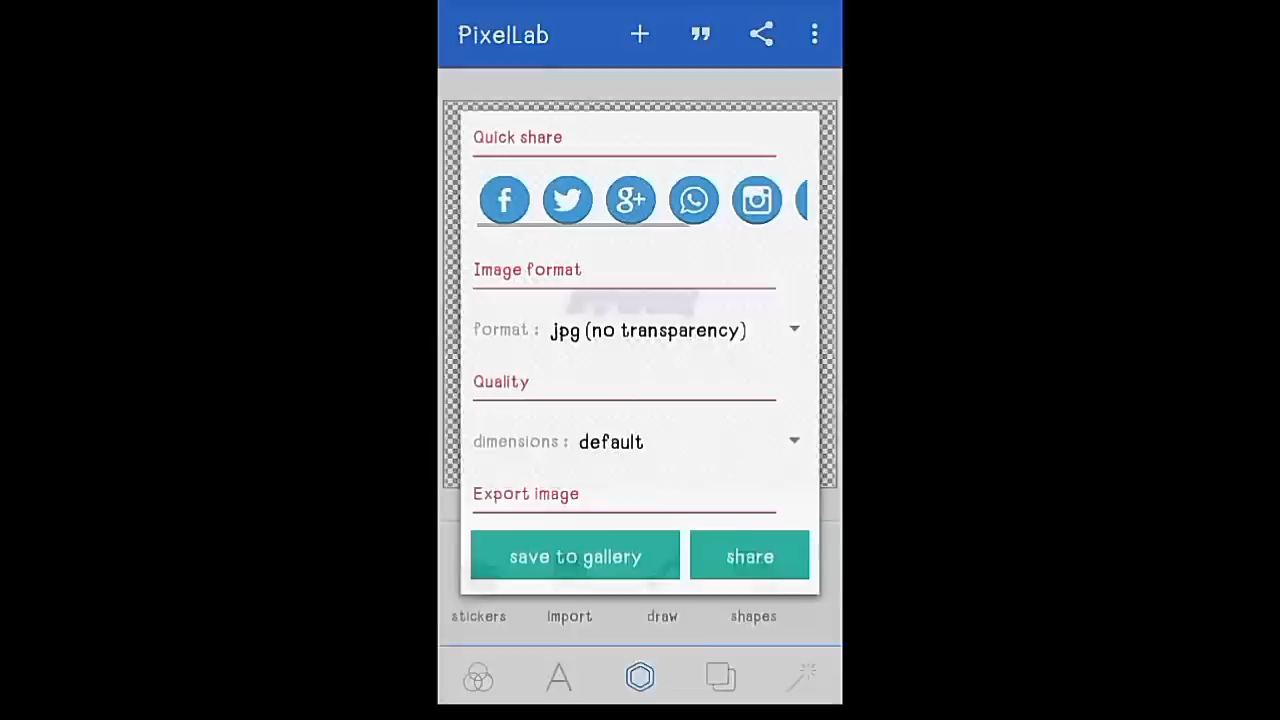 PixelLab
Quick share
Image format
format : jpg (no transparency)
Quality
dimensions : default
Export image
save to gallery share
stickers import draw shapes